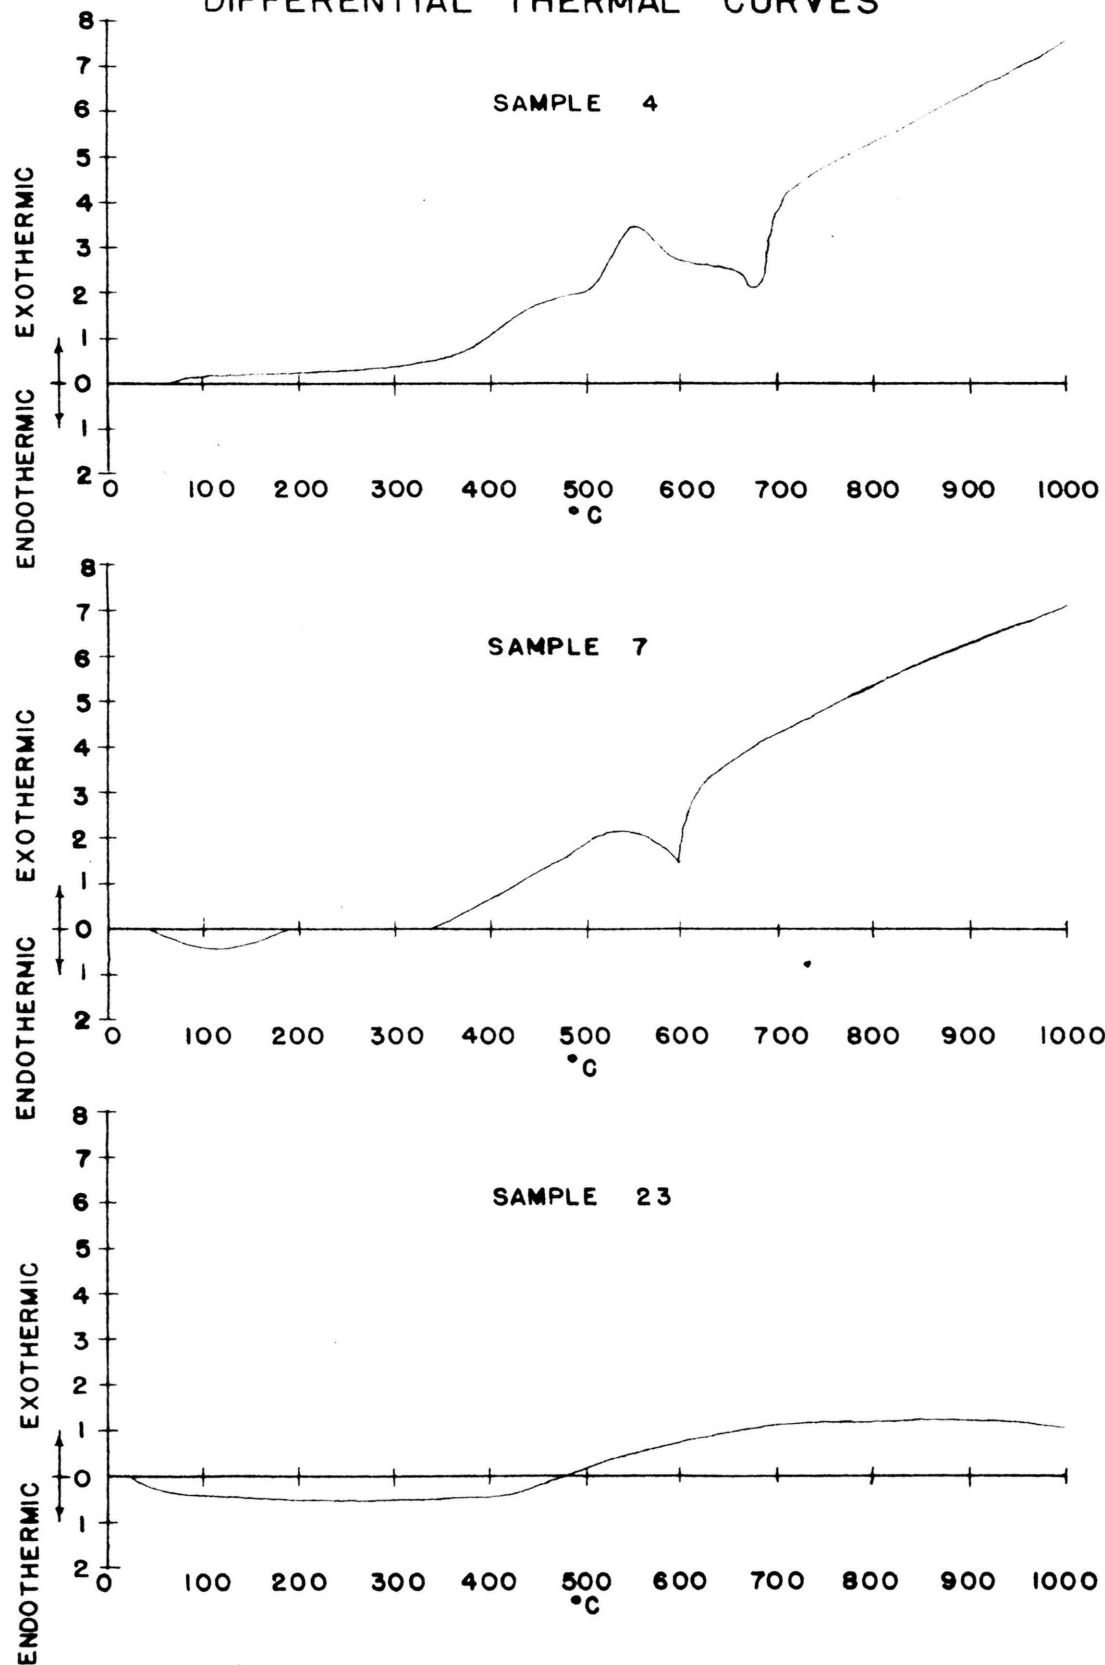 DIFFERENTIAL THERMAL CURVES
SAMPLE 4
8
7
6
5
4
3
2
1
0
1
2
EXOTHERMIC
ENDOTHERMIC
0 100 200 300 400 500 600 700 800 900 1000
°C
SAMPLE 7
8
7
6
5
4
3
2
1
0
1
2
EXOTHERMIC
ENDOTHERMIC
0 100 200 300 400 500 600 700 800 900 1000
°C
SAMPLE 23
8
7
6
5
4
3
2
1
0
1
2
EXOTHERMIC
ENDOTHERMIC
0 100 200 300 400 500 600 700 800 900 1000
°C